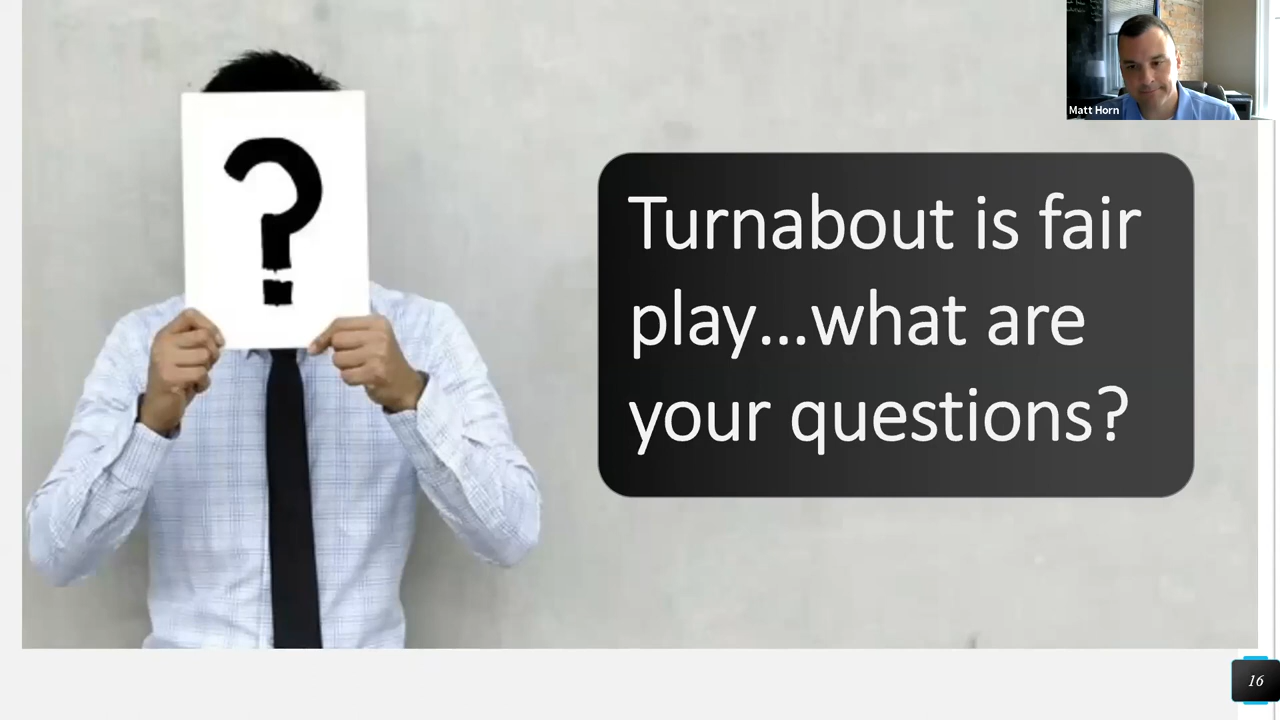 Matt Horn
?
Turnabout is fair
play...what are
your questions?
16